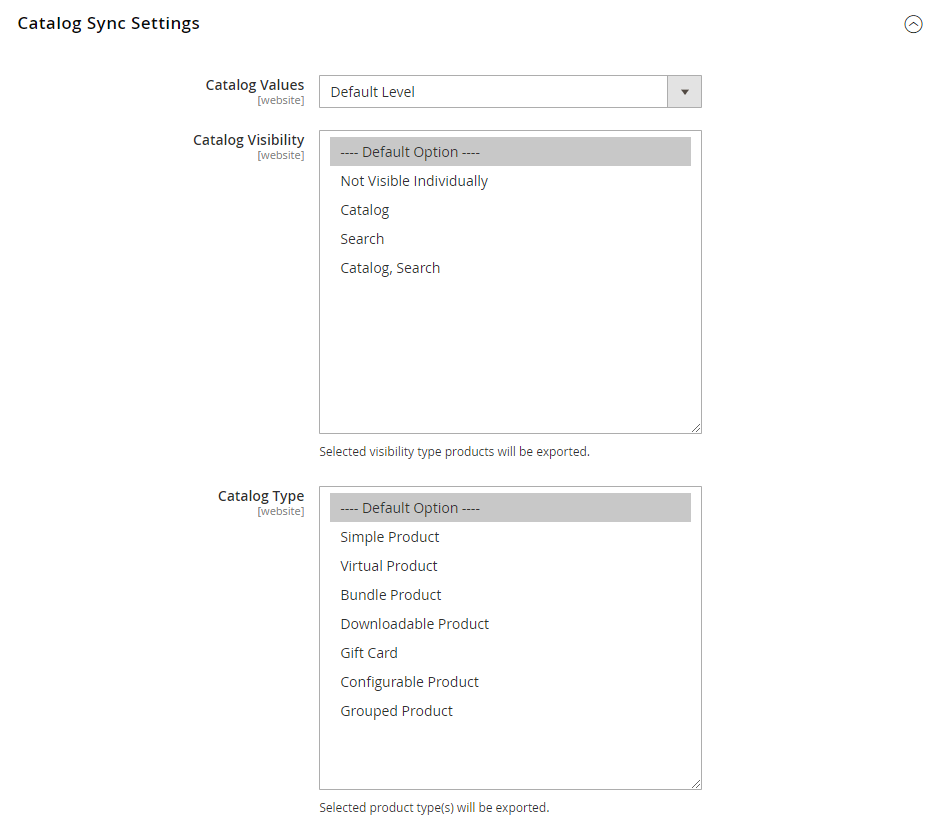 Catalog Sync Settings
Catalog Values
[website]
Default Level
Catalog Visibility
[website]
---- Default Option ----
Not Visible Individually
Catalog
Search
Catalog, Search
Selected visibility type products will be exported.
Catalog Type
[website]
---- Default Option ----
Simple Product
Virtual Product
Bundle Product
Downloadable Product
Gift Card
Configurable Product
Grouped Product
Selected product type(s) will be exported.